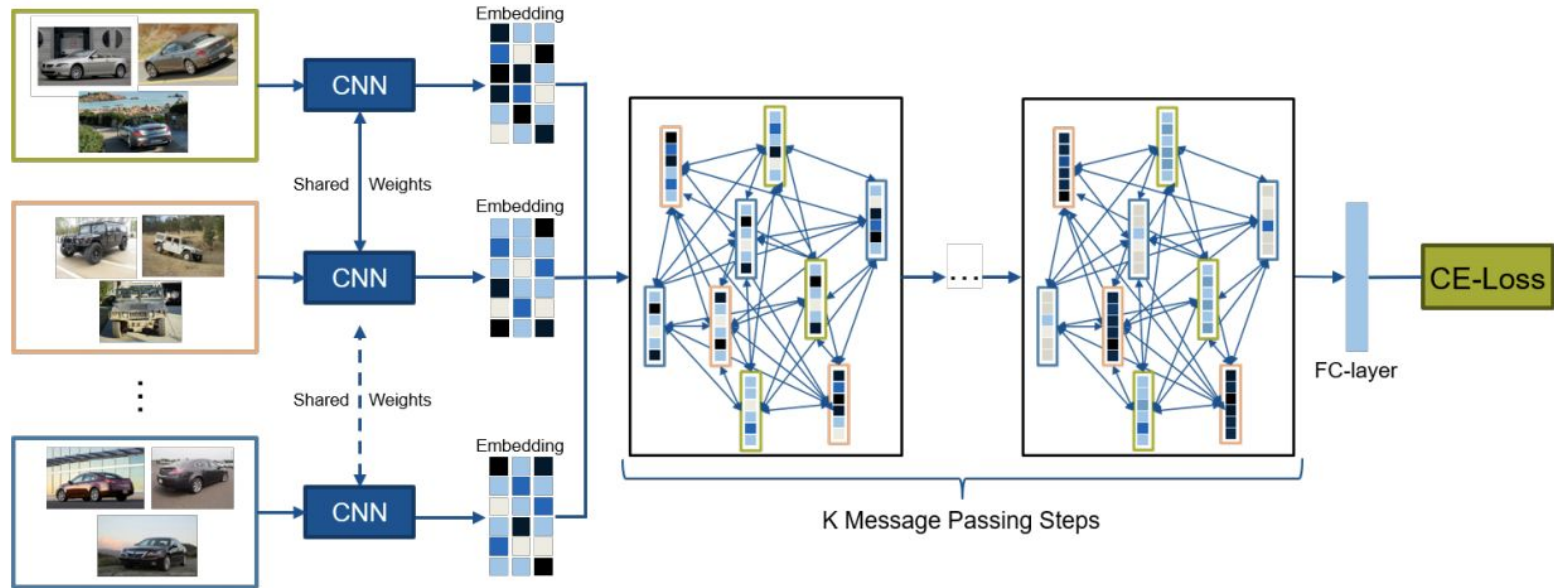 Embedding
CNN
Shared Weights
Embedding
CNN
...
Shared Weights
Embedding
CNN
...
K Message Passing Steps
FC-layer
CE-Loss